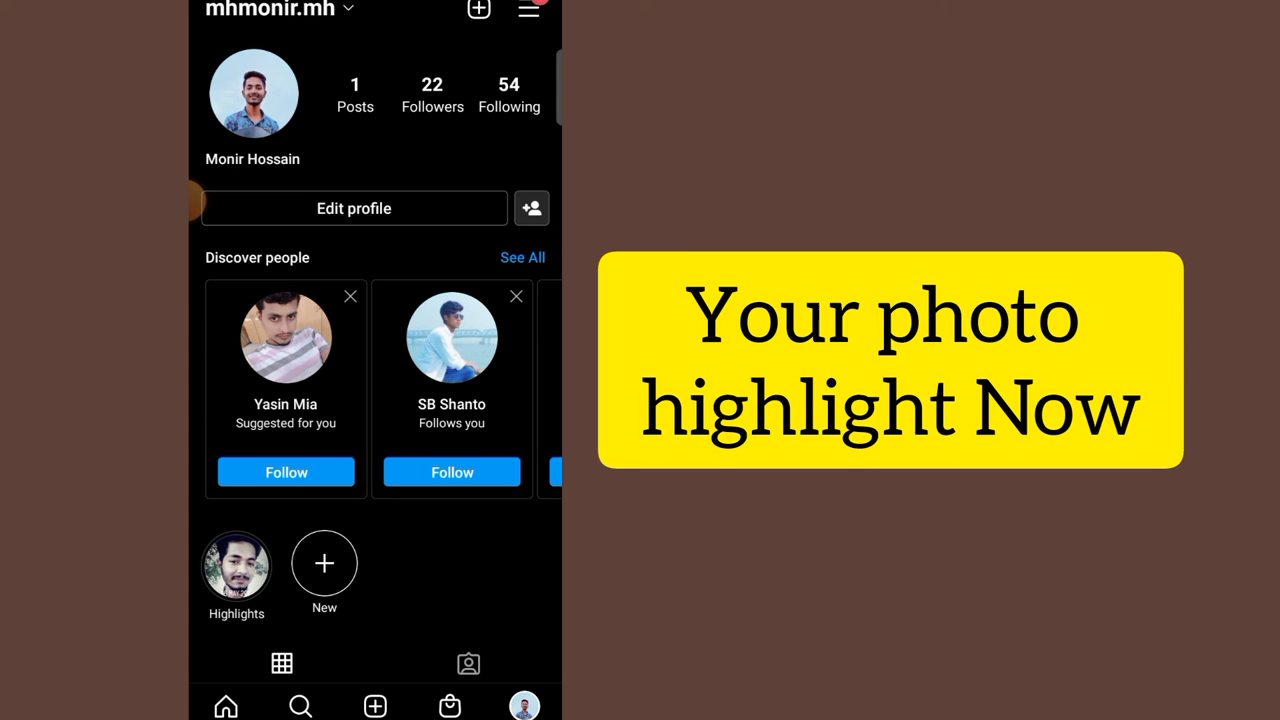 mhmonir.mh
1 22 54
Posts Followers Following
Monir Hossain
Edit profile
Discover people See All
Yasin Mia SB Shanto
Suggested for you Follows you
Follow Follow
Highlights New
Your photo
highlight Now